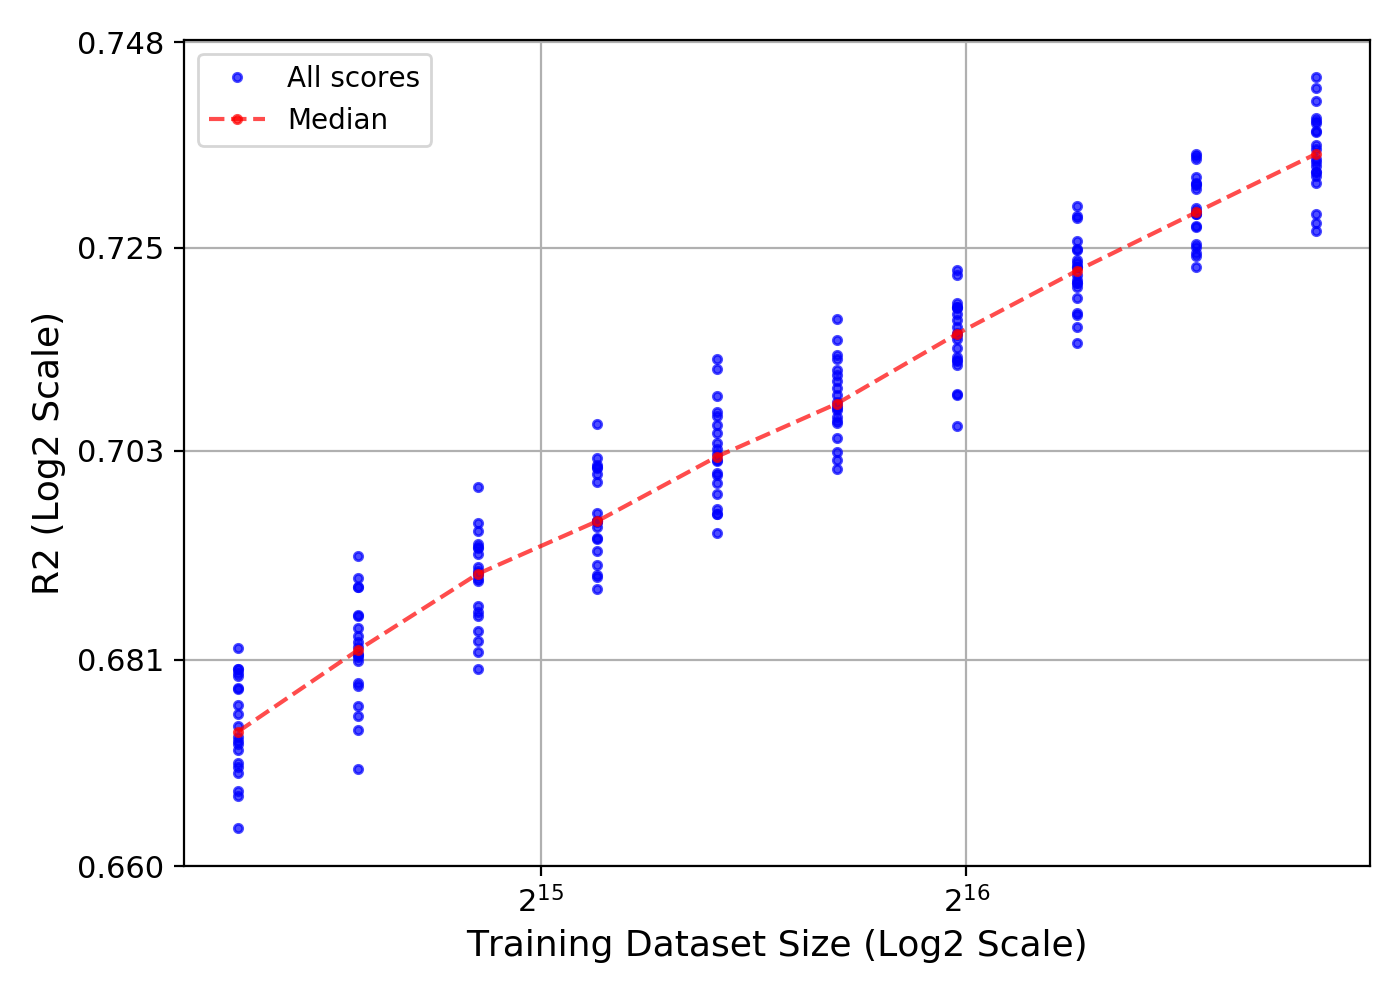 0.748
0.725
0.703
0.681
0.660
All scores
Median
R2 (Log2 Scale)
2^15
2^16
Training Dataset Size (Log2 Scale)